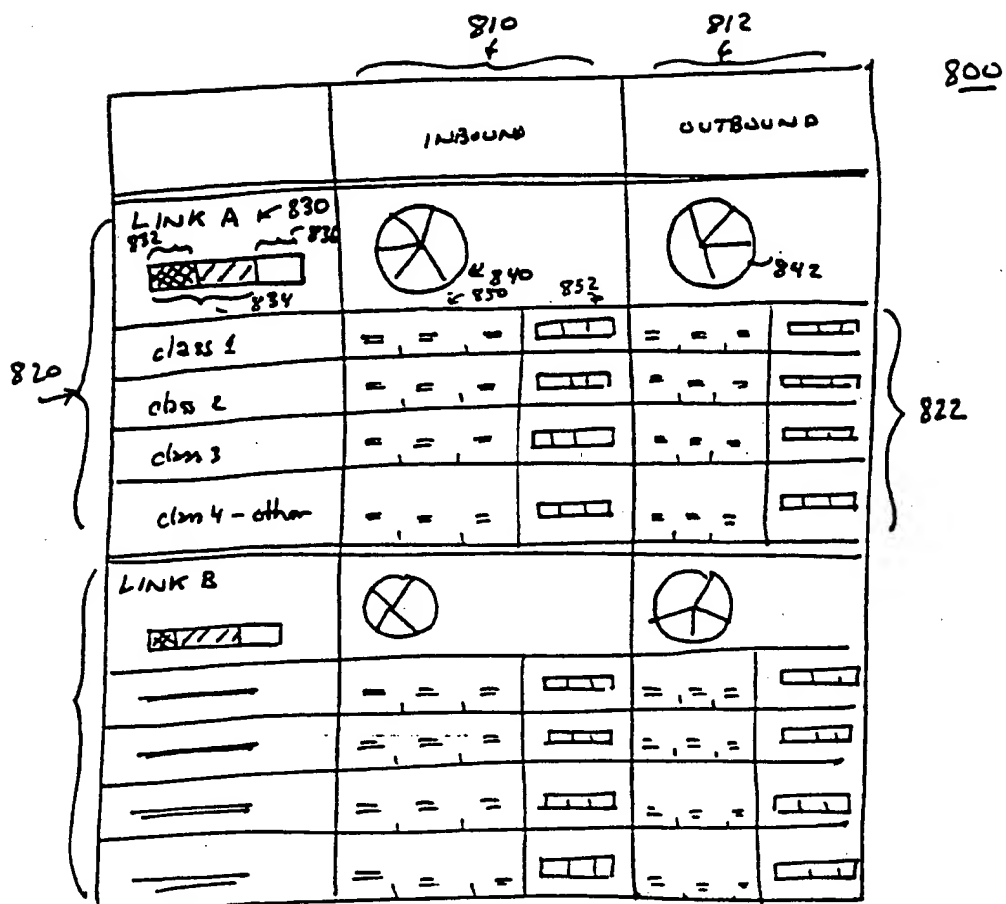 810 812
800
INBOUND OUTBOUND
LINK A 830
832 836
834
840
850 852
842
class 1
class 2
class 3
class 4 - other
820
822
LINK B